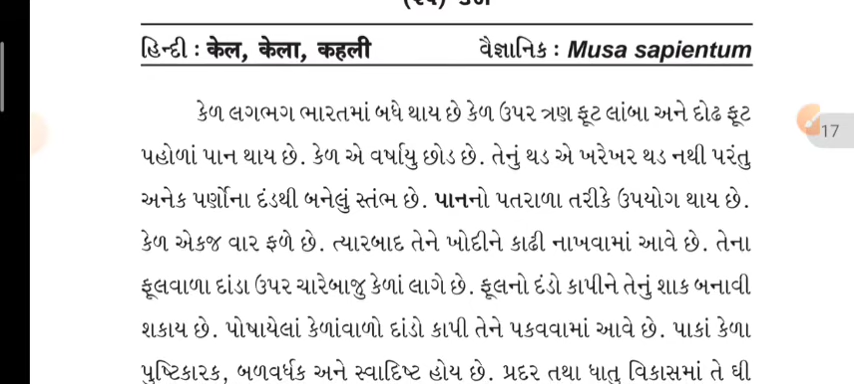 હિન્દી : કેલ, કેલા, કહલી વૈજ્ઞાનિક : Musa sapientum
કેળ લગભગ ભારતમાં બધે થાય છે કેળ ઉપર ત્રણ ફૂટ લાંબા અને દોઢ ફૂટ
17
પહોળાં પાન થાય છે. કેળ એ વર્ષાયુ છોડ છે. તેનું થડ એ ખરેખર થડ નથી પરંતુ
અનેક પર્ણોના દંડથી બનેલું સ્તંભ છે. પાનનો પતરાળા તરીકે ઉપયોગ થાય છે.
કેળ એકજ વાર ફળે છે. ત્યારબાદ તેને ખોદીને કાઢી નાખવામાં આવે છે. તેના
ફૂલવાળા દાંડા ઉપર ચારેબાજુ કેળાં લાગે છે. ફૂલનો દંડો કાપીને તેનું શાક બનાવી
શકાય છે. પોષાયેલાં કેળાંવાળો દાંડો કાપી તેને પકવવામાં આવે છે. પાકાં કેળા
પુષ્ટિકારક, બળવર્ધક અને સ્વાદિષ્ટ હોય છે. પ્રદર તથા ધાતુ વિકાસમાં તે ઘી